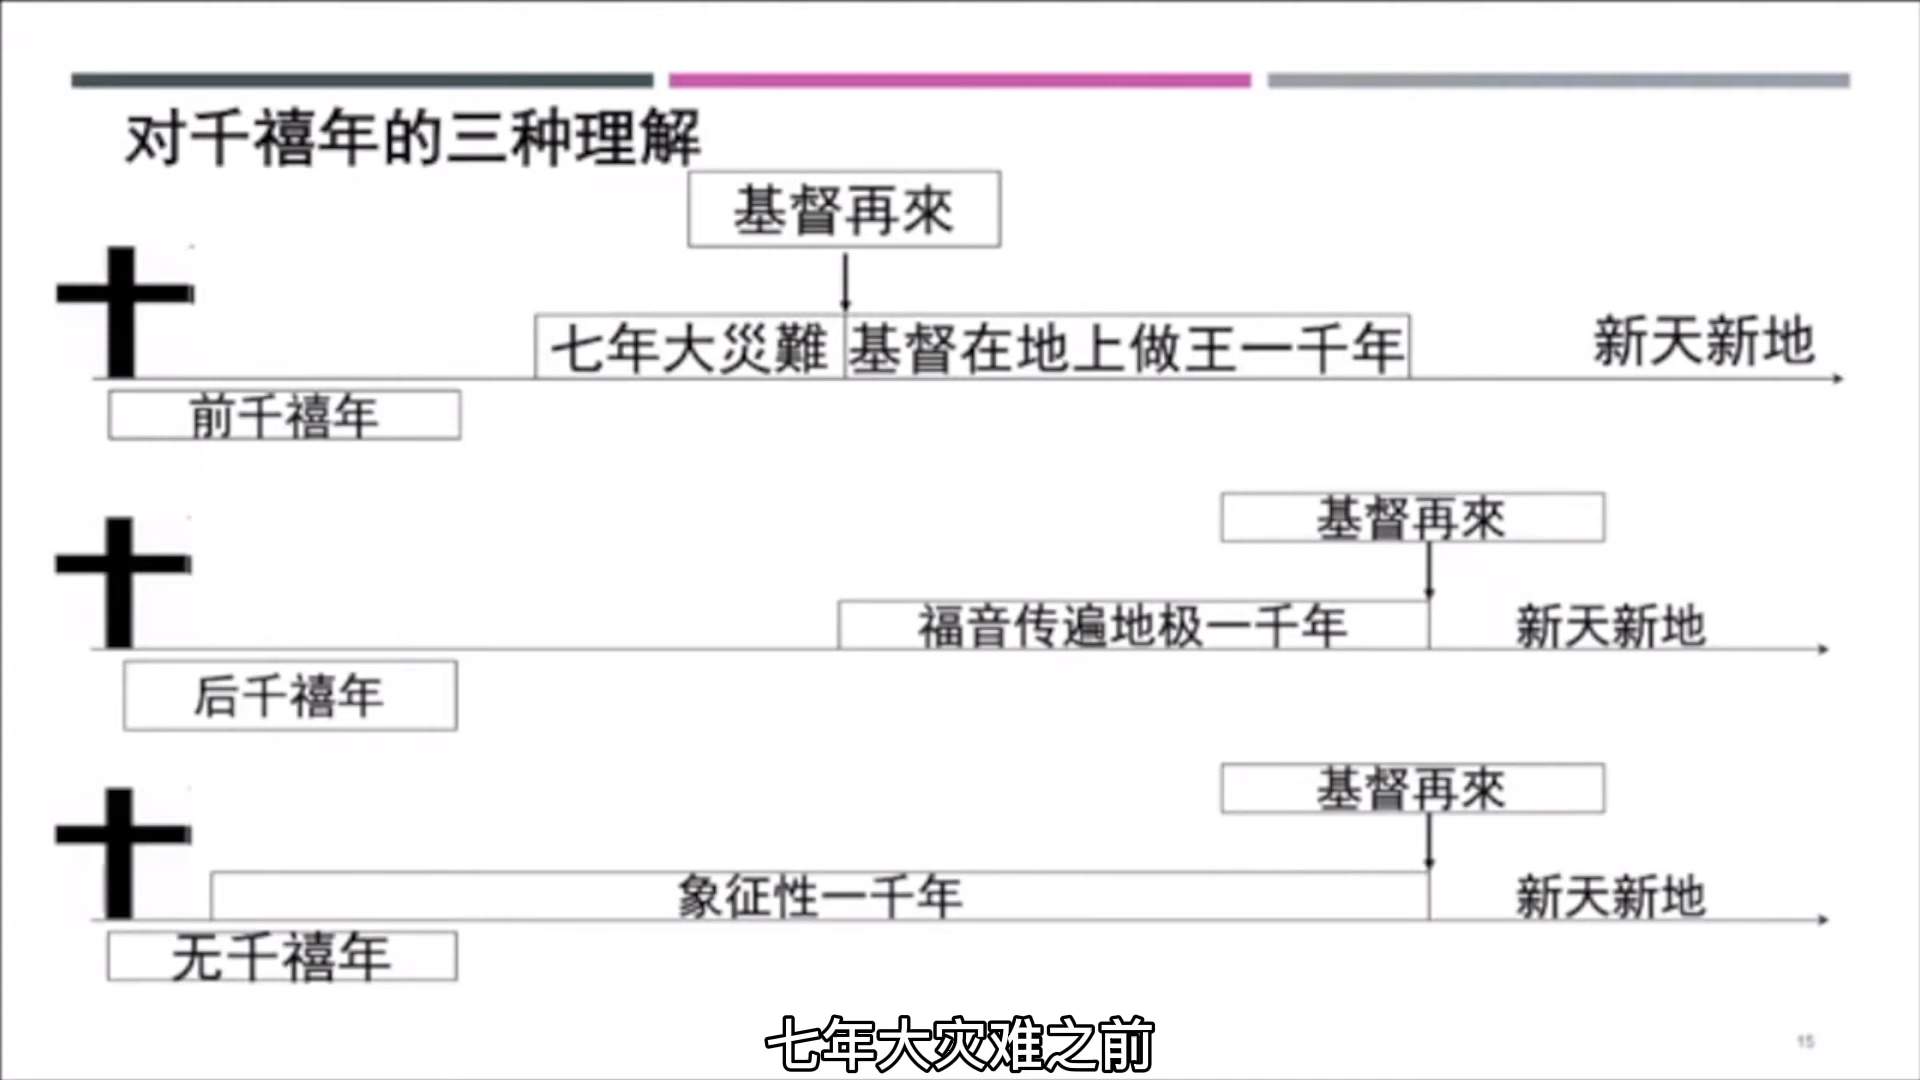 对千禧年的三种理解
基督再來
七年大災難
基督在地上做王一千年
新天新地
前千禧年
基督再來
福音传遍地极一千年
新天新地
后千禧年
基督再來
象征性一千年
新天新地
无千禧年
七年大灾难之前
15